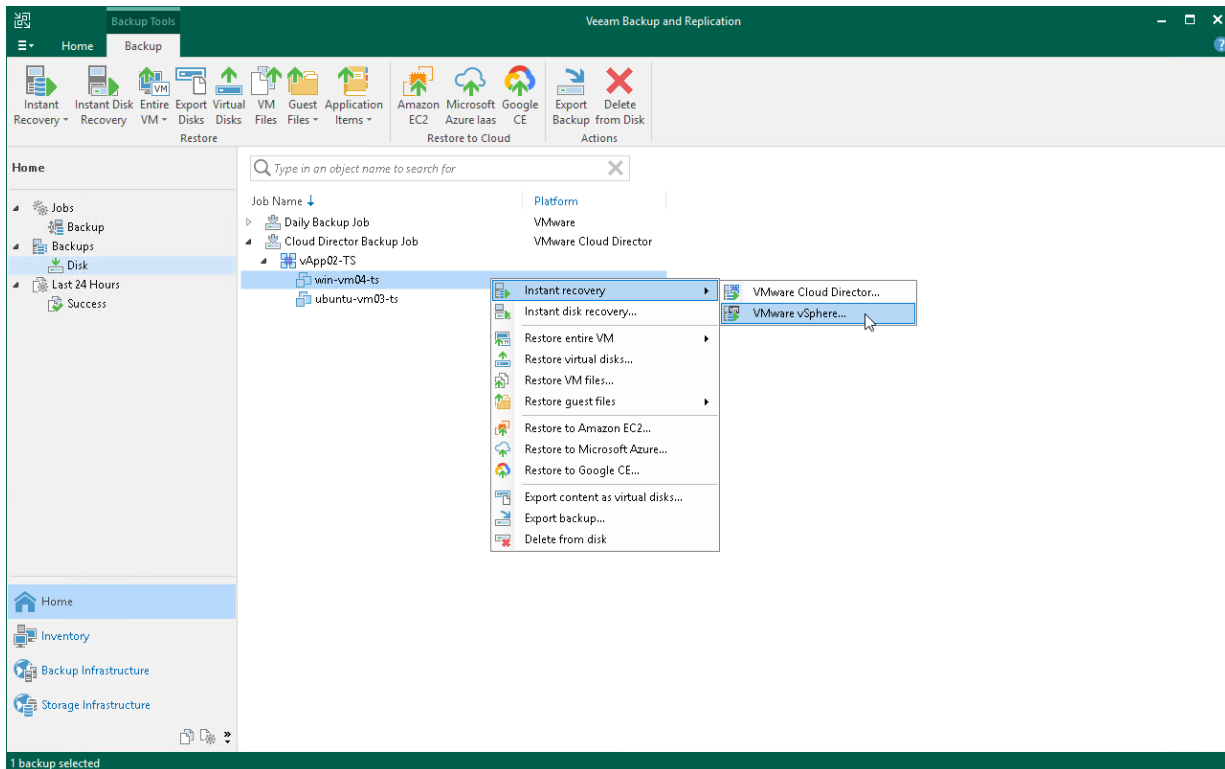 Backup Tools
Veeam Backup and Replication
Home Backup
Instant Recovery
Instant Disk Recovery
Entire VM
Export Disks
Virtual Disks
VM Files
Guest Files
Application Items
Amazon EC2
Microsoft Azure Iaas
Google CE
Export Backup
Delete from Disk
Restore
Restore to Cloud
Actions
Home
Type in an object name to search for
Jobs
Backup
Backups
Disk
Last 24 Hours
Success
Job Name Platform
Daily Backup Job VMware
Cloud Director Backup Job VMware Cloud Director
vApp02-TS
win-vm04-ts
ubuntu-vm03-ts
Instant recovery
Instant disk recovery...
Restore entire VM
Restore virtual disks...
Restore VM files...
Restore guest files
Restore to Amazon EC2...
Restore to Microsoft Azure...
Restore to Google CE...
Export content as virtual disks...
Export backup...
Delete from disk
VMware Cloud Director...
VMware vSphere...
Home
Inventory
Backup Infrastructure
Storage Infrastructure
1 backup selected